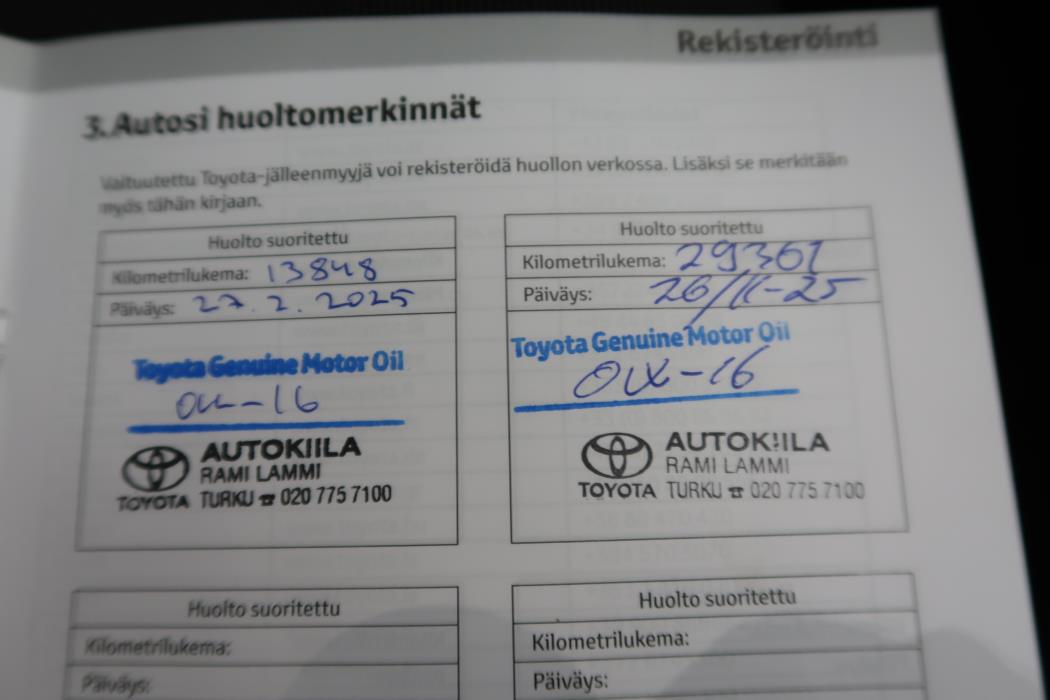 Rekisteröinti
3. Autosi huoltomerkinnät
Valtuutettu Toyota-jälleenmyyjä voi rekisteröidä huollon verkossa. Lisäksi se merkitään
myös tähän kirjaan.
Huolto suoritettu
Kilometrilukema: 13848
Päiväys: 27.2.2025
Toyota Genuine Motor Oil
0W-16
AUTOKIILA
RAMI LAMMI
TOYOTA TURKU ☎ 020 775 7100
Huolto suoritettu
Kilometrilukema: 29361
Päiväys: 26/11-25
Toyota Genuine Motor Oil
0W-16
AUTOKIILA
RAMI LAMMI
TOYOTA TURKU ☎ 020 775 7100
Huolto suoritettu
Kilometrilukema:
Päiväys:
Huolto suoritettu
Kilometrilukema:
Päiväys: